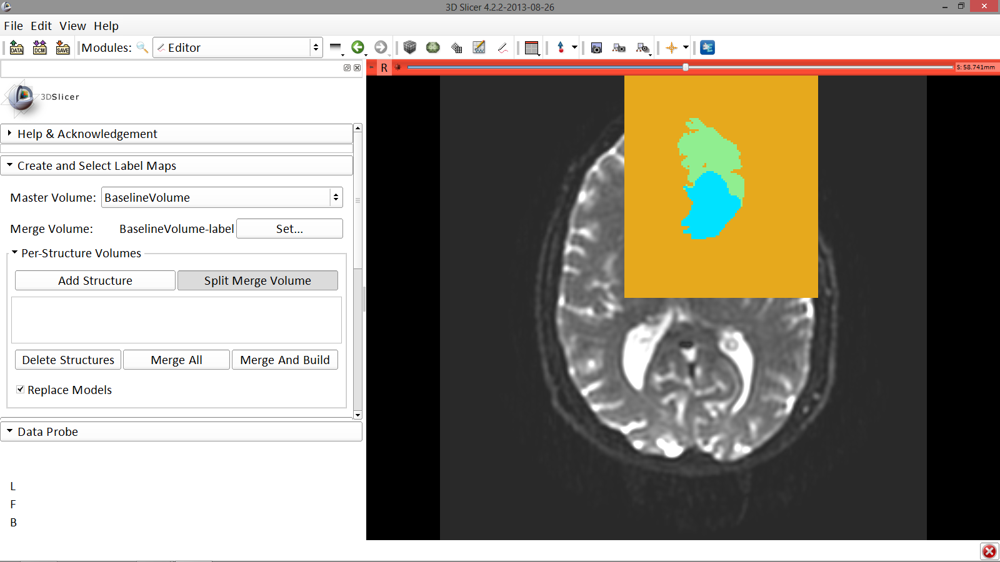 3D Slicer 4.2.2-2013-08-26
File Edit View Help
DATA DCM SAVE Modules: Editor
R S: 58.741mm
3DSlicer
Help & Acknowledgement
Create and Select Label Maps
Master Volume: BaselineVolume
Merge Volume: BaselineVolume-label Set...
Per-Structure Volumes
Add Structure Split Merge Volume
Delete Structures Merge All Merge And Build
Replace Models
Data Probe
L
F
B